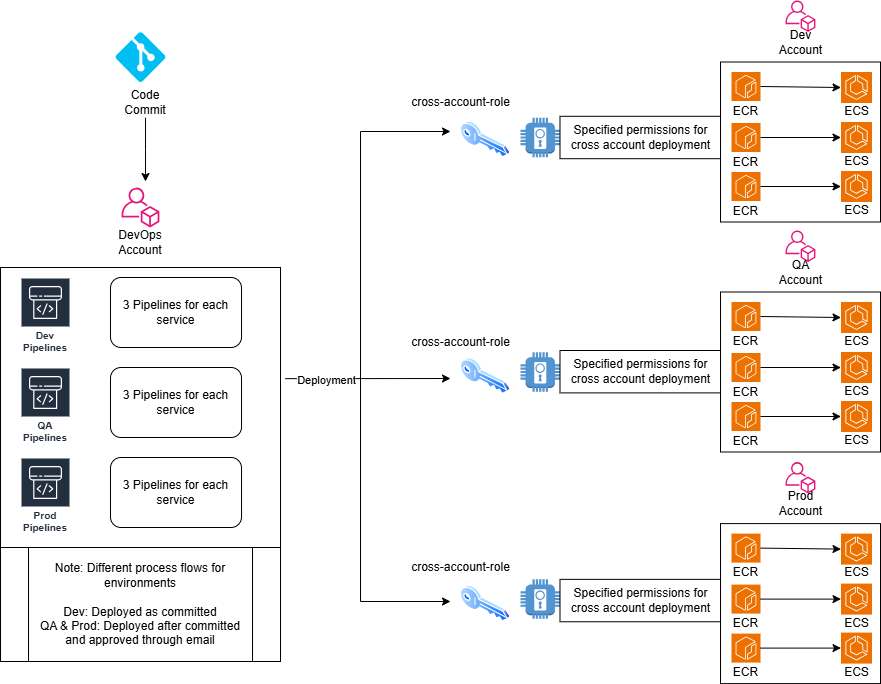 Code
Commit
DevOps
Account
Dev
Pipelines
3 Pipelines for each
service
QA
Pipelines
3 Pipelines for each
service
Prod
Pipelines
3 Pipelines for each
service
Note: Different process flows for
environments
Dev: Deployed as committed
QA & Prod: Deployed after committed
and approved through email
Deployment
cross-account-role
Specified permissions for
cross account deployment
Dev
Account
ECR
ECS
ECR
ECS
ECR
ECS
cross-account-role
Specified permissions for
cross account deployment
QA
Account
ECR
ECS
ECR
ECS
ECR
ECS
cross-account-role
Specified permissions for
cross account deployment
Prod
Account
ECR
ECS
ECR
ECS
ECR
ECS